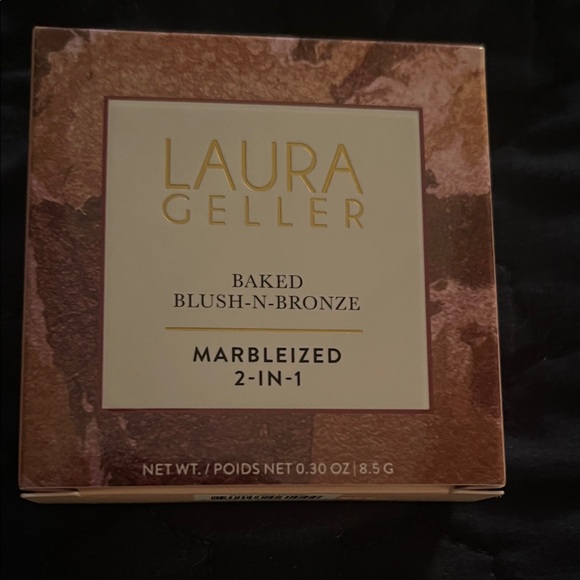 LAURA
GELLER
BAKED
BLUSH-N-BRONZE
MARBLEIZED
2-IN-1
NET WT. / POIDS NET 0.30 OZ | 8.5 G